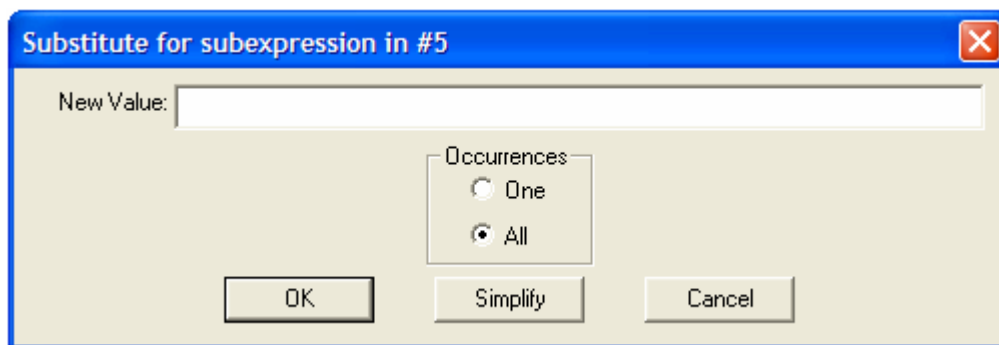 Substitute for subexpression in #5
New Value:
Occurrences
One
All
OK Simplify Cancel